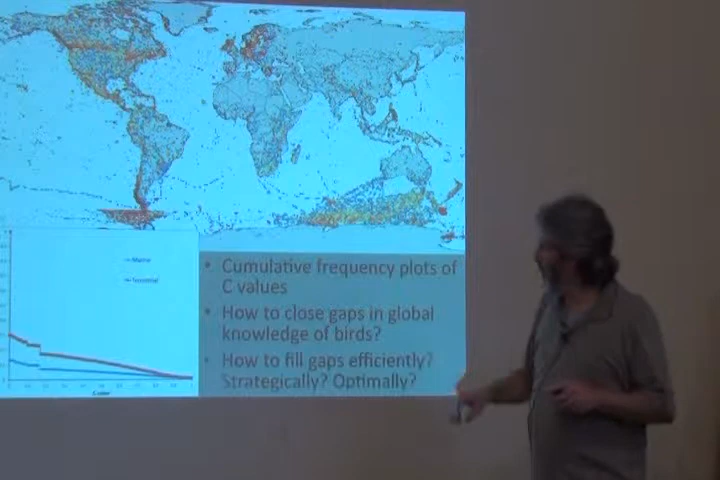 Marine
Terrestrial
• Cumulative frequency plots of
C values
• How to close gaps in global
knowledge of birds?
• How to fill gaps efficiently?
Strategically? Optimally?